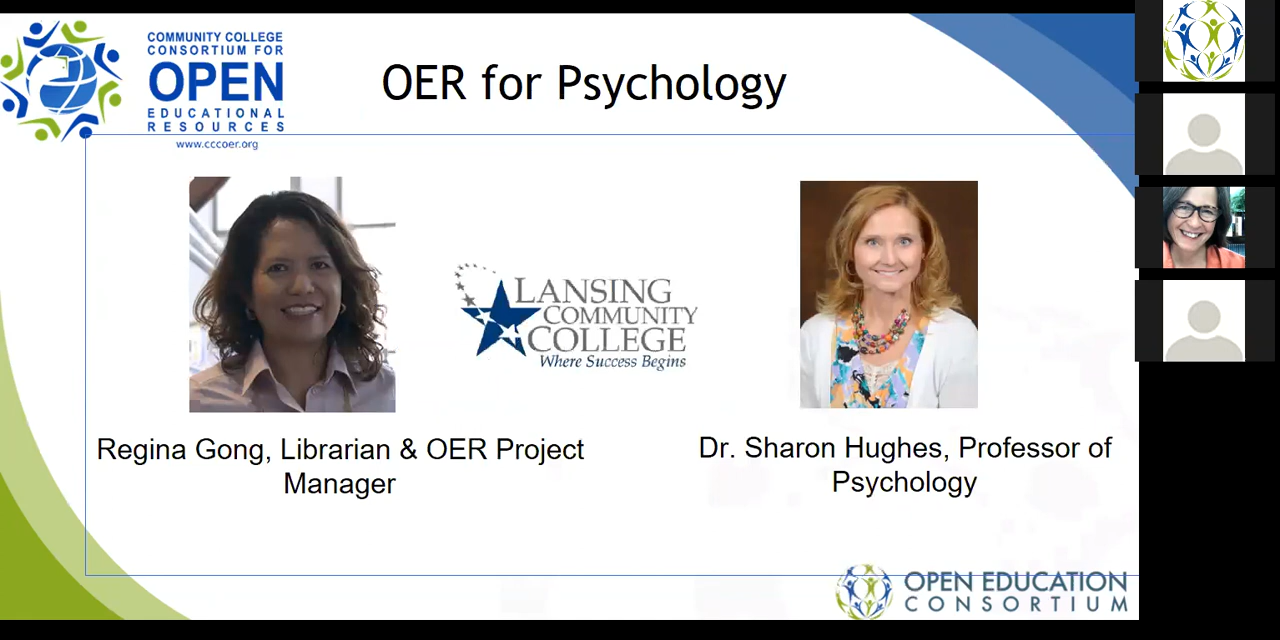 COMMUNITY COLLEGE
CONSORTIUM FOR
OPEN
EDUCATIONAL
RESOURCES
www.cccoer.org
OER for Psychology
LANSING
COMMUNITY
COLLEGE
Where Success Begins
Regina Gong, Librarian & OER Project
Manager
Dr. Sharon Hughes, Professor of
Psychology
OPEN EDUCATION
CONSORTIUM